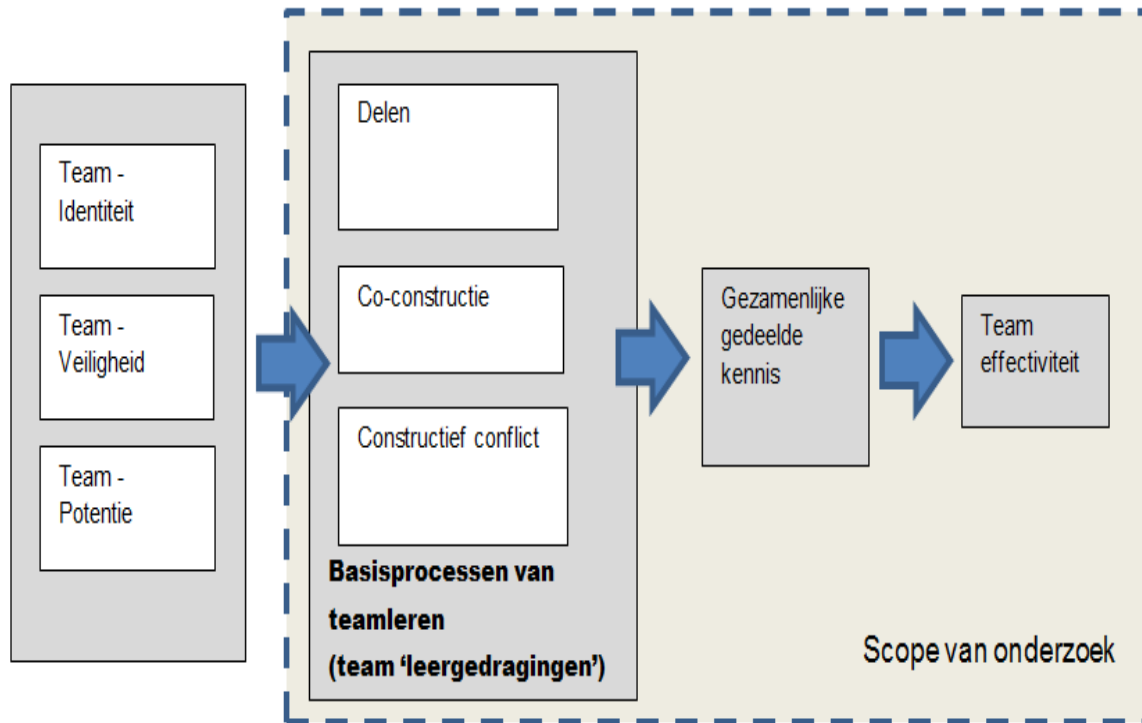 Team -
Identiteit
Team -
Veiligheid
Team -
Potentie
Delen
Co-constructie
Constructief conflict
Basisprocessen van
teamleren
(team ‘leergedragingen’)
Gezamenlijke
gedeelde
kennis
Team
effectiviteit
Scope van onderzoek